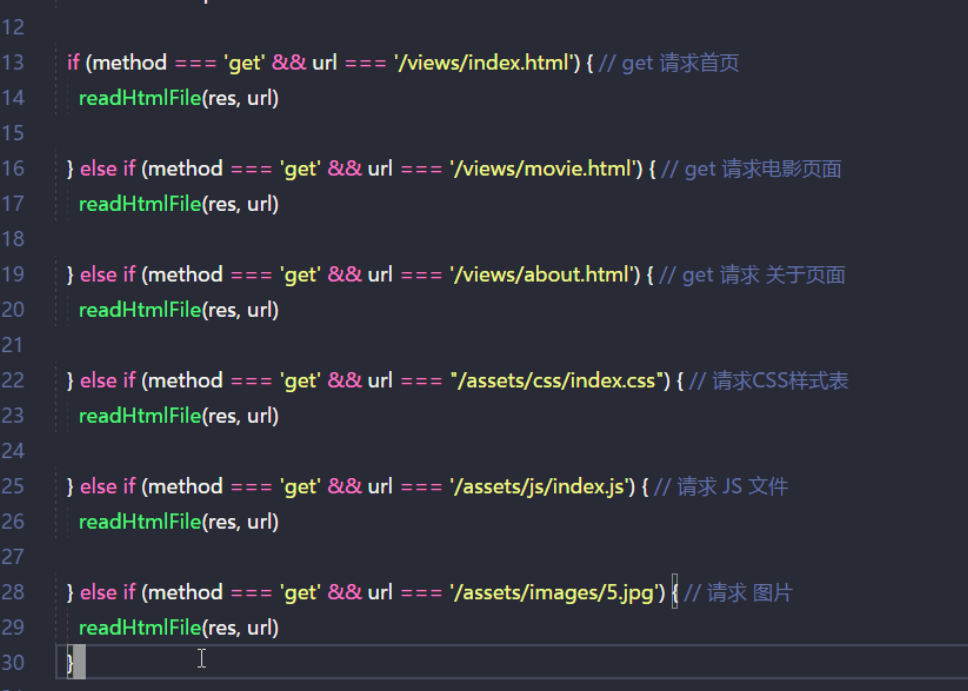 12
13 if (method === 'get' && url === '/views/index.html') { // get 请求首页
14 readHtmlFile(res, url)
15
16 } else if (method === 'get' && url === '/views/movie.html') { // get 请求电影页面
17 readHtmlFile(res, url)
18
19 } else if (method === 'get' && url === '/views/about.html') { // get 请求 关于页面
20 readHtmlFile(res, url)
21
22 } else if (method === 'get' && url === "/assets/css/index.css") { // 请求CSS样式表
23 readHtmlFile(res, url)
24
25 } else if (method === 'get' && url === '/assets/js/index.js') { // 请求 JS 文件
26 readHtmlFile(res, url)
27
28 } else if (method === 'get' && url === '/assets/images/5.jpg') { // 请求 图片
29 readHtmlFile(res, url)
30 }